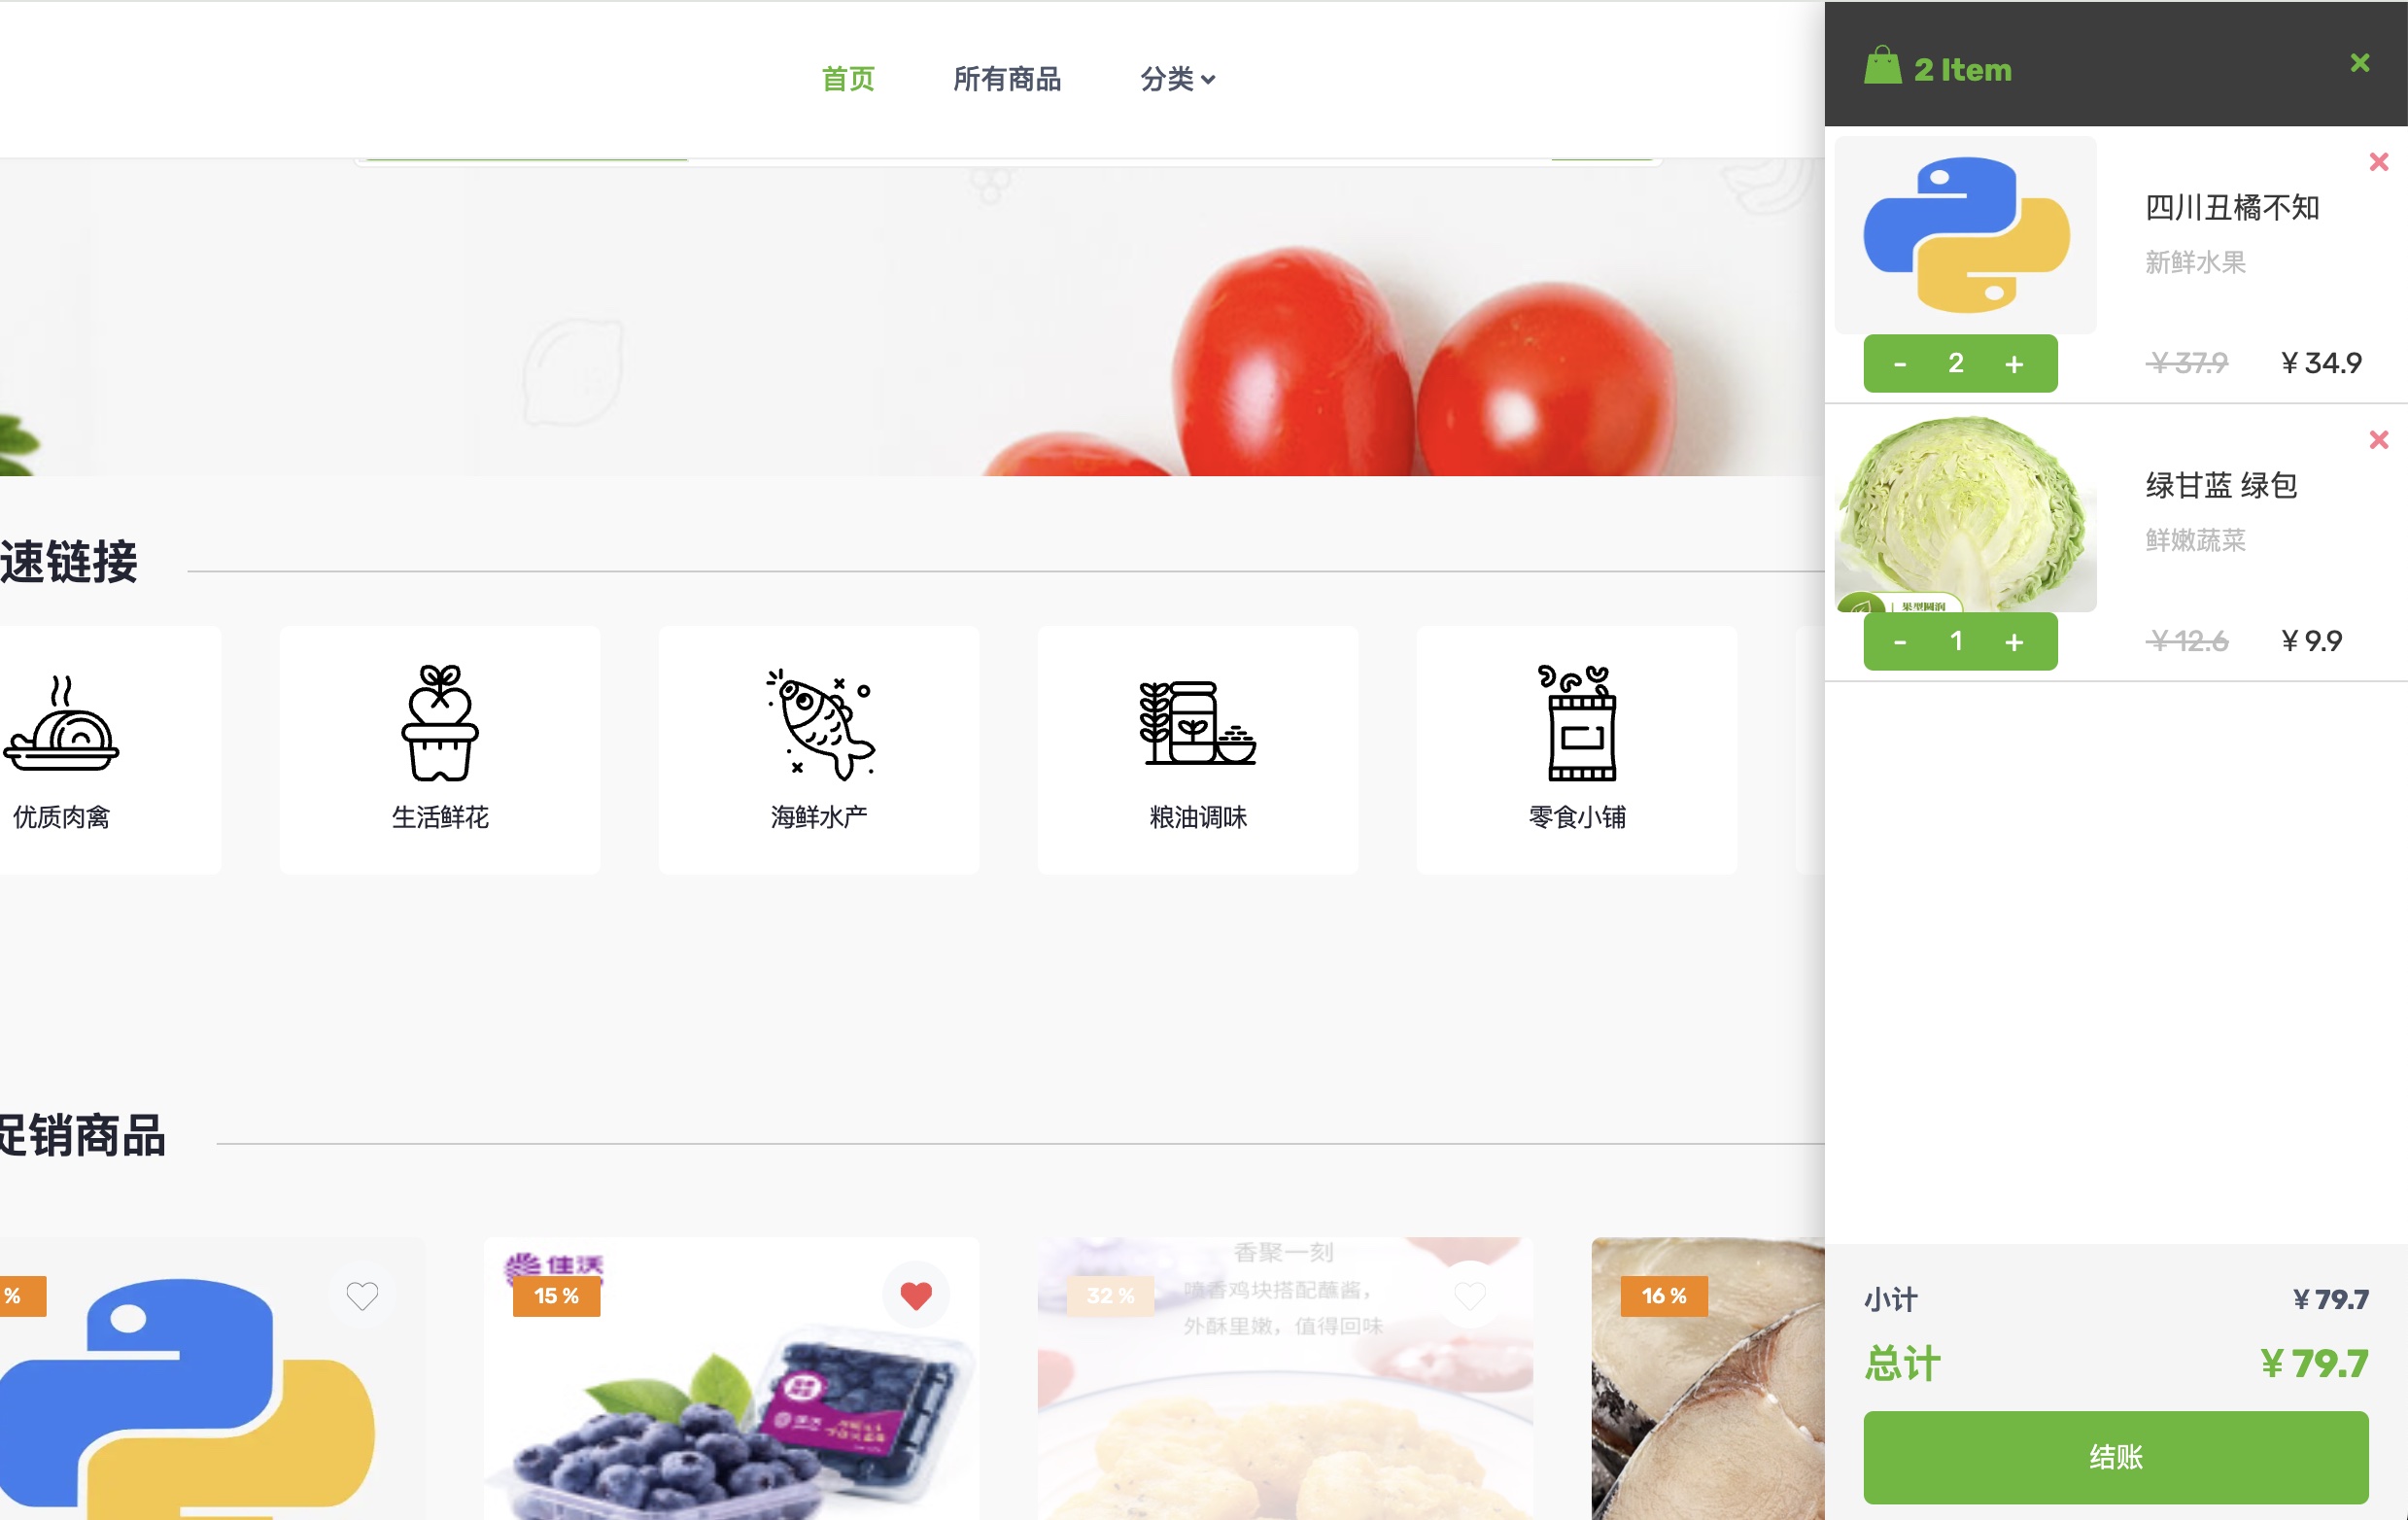 首页
所有商品
分类
2 Item
四川丑橘不知
新鲜水果
- 2 +
¥ 37.9
¥ 34.9
绿甘蓝 绿包
鲜嫩蔬菜
果型圆润
- 1 +
¥ 12.6
¥ 9.9
速链接
优质肉禽
生活鲜花
海鲜水产
粮油调味
零食小铺
促销商品
%
佳沃
15 %
32 %
香聚一刻
喷香鸡块搭配蘸酱，
外酥里嫩，值得回味
16 %
小计
¥ 79.7
总计
¥ 79.7
结账